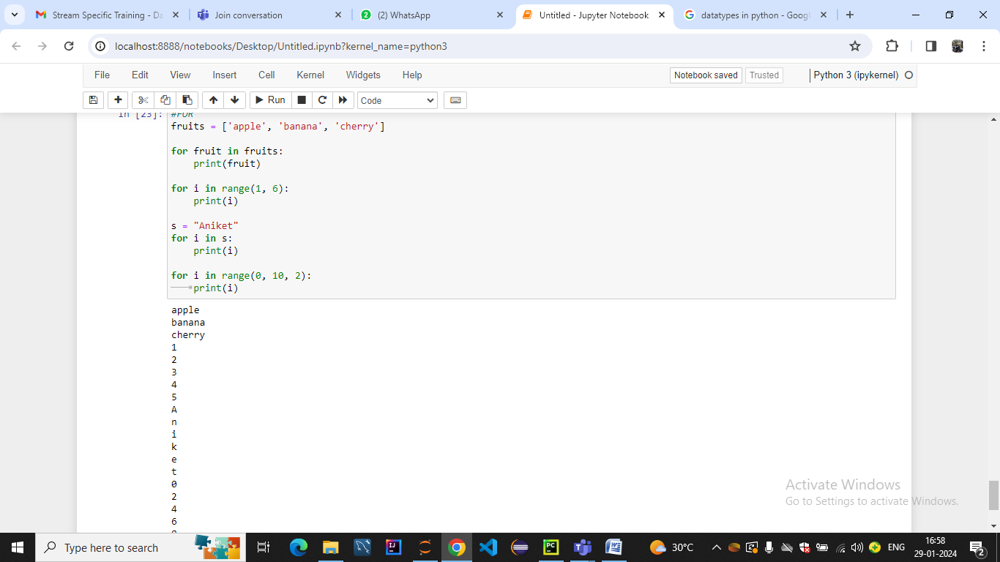 Stream Specific Training - Da
Join conversation
(2) WhatsApp
Untitled - Jupyter Notebook
datatypes in python - Goog
localhost:8888/notebooks/Desktop/Untitled.ipynb?kernel_name=python3
File Edit View Insert Cell Kernel Widgets Help
Notebook saved Trusted Python 3 (ipykernel)
Run Code
In [23]: #FOR
fruits = ['apple', 'banana', 'cherry']
for fruit in fruits:
    print(fruit)
for i in range(1, 6):
    print(i)
s = "Aniket"
for i in s:
    print(i)
for i in range(0, 10, 2):
    print(i)
apple
banana
cherry
1
2
3
4
5
A
n
i
k
e
t
0
2
4
6
Activate Windows
Go to Settings to activate Windows.
Type here to search
30°C
ENG
16:58
29-01-2024
2